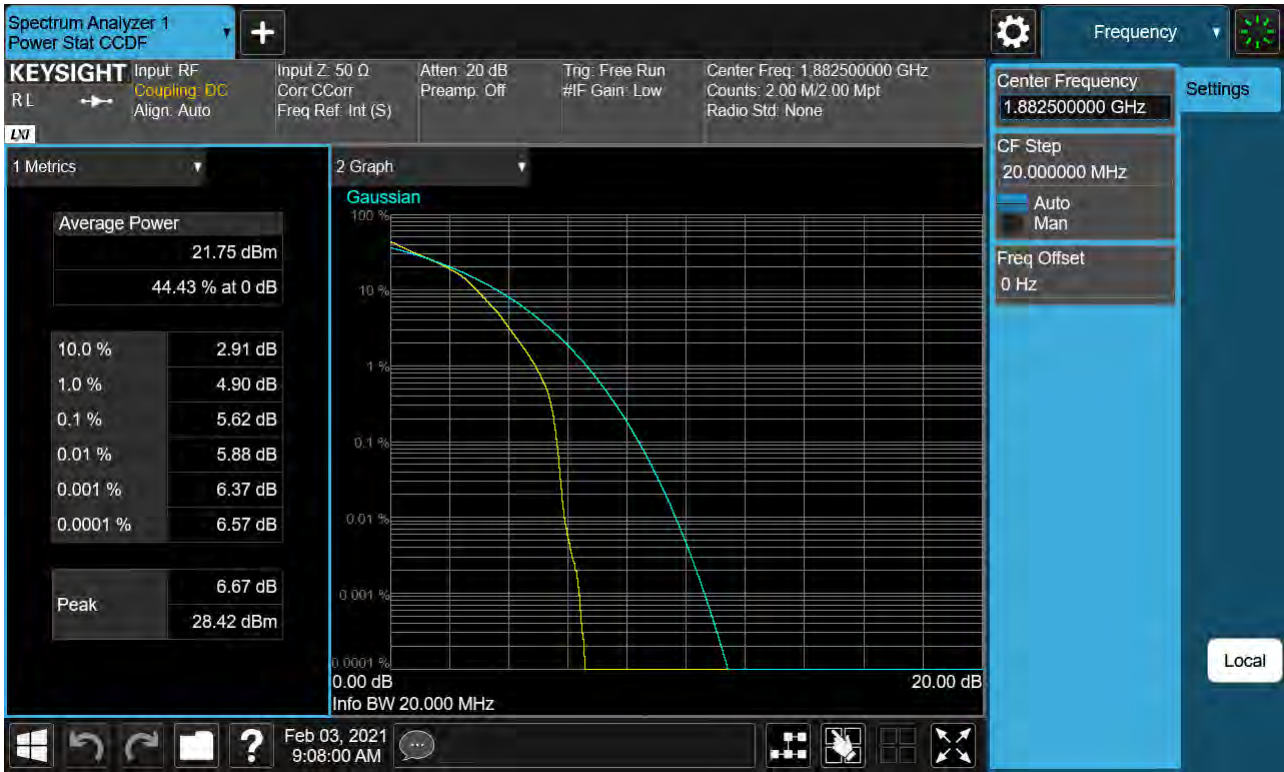 Spectrum Analyzer 1
Power Stat CCDF
+
Frequency
KEYSIGHT
RL
LXI
Input: RF
Coupling: DC
Align: Auto
Input Z: 50 Ω
Corr CCorr
Freq Ref: Int (S)
Atten: 20 dB
Preamp: Off
Trig: Free Run
#IF Gain: Low
Center Freq: 1.882500000 GHz
Counts: 2.00 M/2.00 Mpt
Radio Std: None
Center Frequency
1.882500000 GHz
Settings
CF Step
20.000000 MHz
Auto
Man
Freq Offset
0 Hz
1 Metrics
Average Power
21.75 dBm
44.43 % at 0 dB
10.0 % 2.91 dB
1.0 % 4.90 dB
0.1 % 5.62 dB
0.01 % 5.88 dB
0.001 % 6.37 dB
0.0001 % 6.57 dB
Peak
6.67 dB
28.42 dBm
2 Graph
Gaussian
100 %
10 %
1 %
0.1 %
0.01 %
0.001 %
0.0001 %
0.00 dB 20.00 dB
Info BW 20.000 MHz
Local
?
Feb 03, 2021
9:08:00 AM